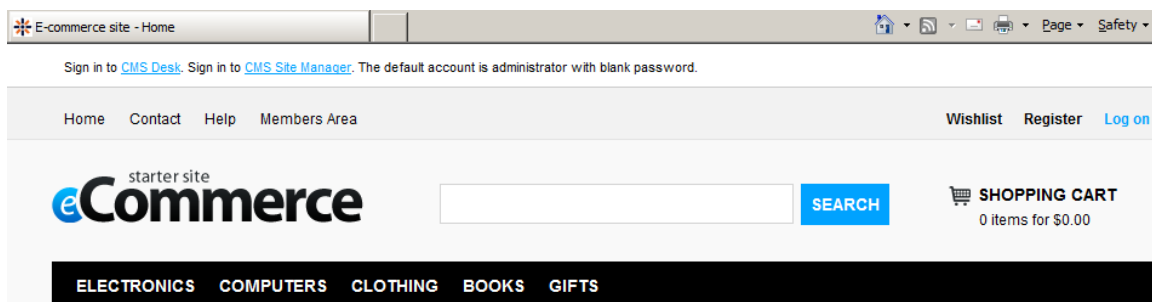 E-commerce site - Home
Page Safety
Sign in to CMS Desk. Sign in to CMS Site Manager. The default account is administrator with blank password.
Home Contact Help Members Area Wishlist Register Log on
starter site
eCommerce
SEARCH
SHOPPING CART
0 items for $0.00
ELECTRONICS COMPUTERS CLOTHING BOOKS GIFTS